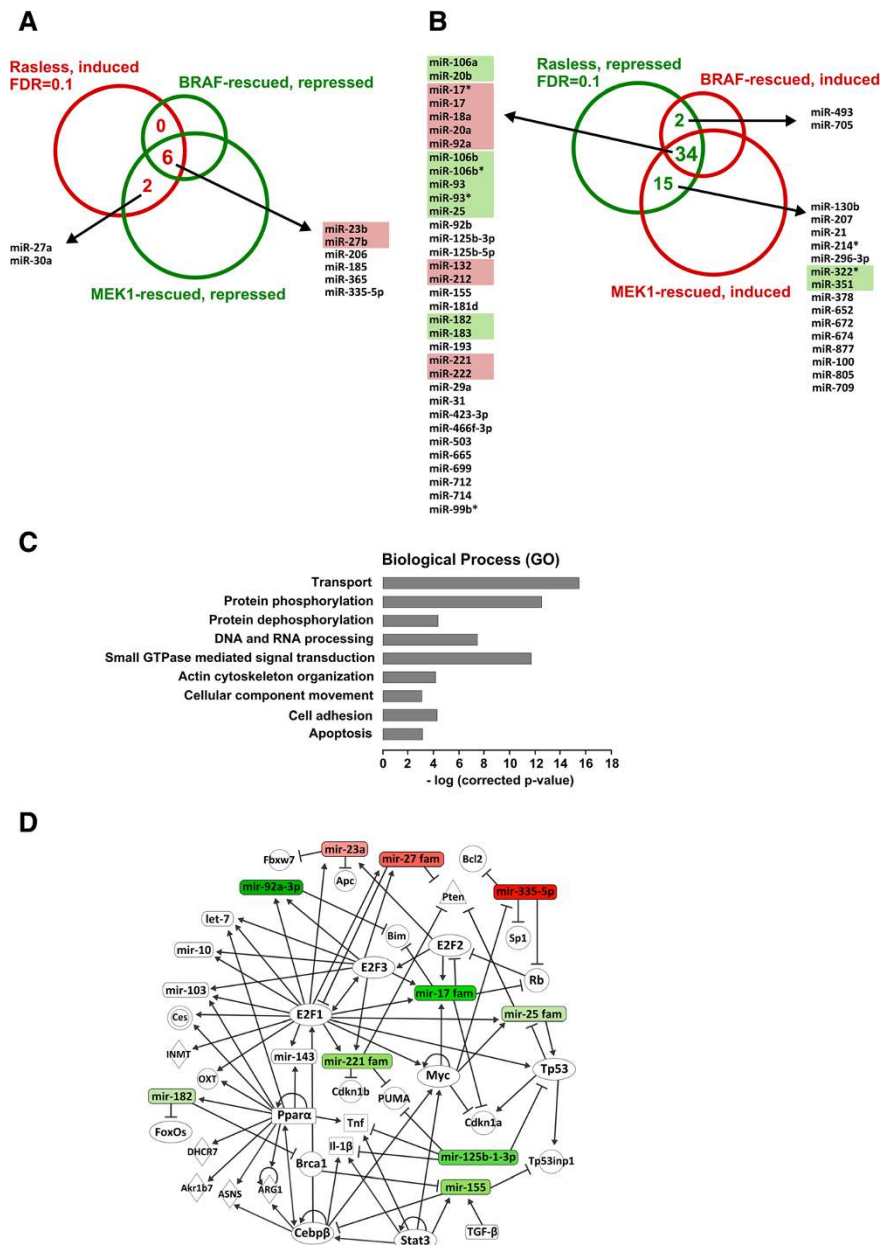 A
Rasless, induced
FDR=0.1
BRAF-rescued, repressed
0
6
2
miR-27a
miR-30a
miR-23b
miR-27b
miR-206
miR-185
miR-365
miR-335-5p
MEK1-rescued, repressed
B
miR-106a
miR-20b
miR-17*
miR-17
miR-18a
miR-20a
miR-92a
miR-106b
miR-106b*
miR-93
miR-93*
miR-25
miR-92b
miR-125b-3p
miR-125b-5p
miR-132
miR-212
miR-155
miR-181d
miR-182
miR-183
miR-193
miR-221
miR-222
miR-29a
miR-31
miR-423-3p
miR-466f-3p
miR-503
miR-665
miR-699
miR-712
miR-714
miR-99b*
Rasless, repressed
FDR=0.1
BRAF-rescued, induced
2
34
15
miR-493
miR-705
MEK1-rescued, induced
miR-130b
miR-207
miR-21
miR-214*
miR-296-3p
miR-322*
miR-351
miR-378
miR-652
miR-672
miR-674
miR-877
miR-100
miR-805
miR-709
C
Biological Process (GO)
Transport
Protein phosphorylation
Protein dephosphorylation
DNA and RNA processing
Small GTPase mediated signal transduction
Actin cytoskeleton organization
Cellular component movement
Cell adhesion
Apoptosis
0 2 4 6 8 10 12 14 16 18
- log (corrected p-value)
D
Fbxw7
mir-23a
mir-27 fam
Bcl2
mir-92a-3p
Apc
Pten
mir-335-5p
let-7
Bim
E2F2
Sp1
mir-10
E2F3
Rb
mir-103
mir-17 fam
Ces
E2F1
mir-25 fam
INMT
mir-143
mir-221 fam
Myc
Tp53
OXT
Cdkn1b
PUMA
mir-182
Pparα
Tnf
Cdkn1a
FoxOs
Il-1β
mir-125b-1-3p
DHCR7
Brca1
Tp53inp1
Akr1b7
ASNS
ARG1
mir-155
Cebpβ
Stat3
TGF-β